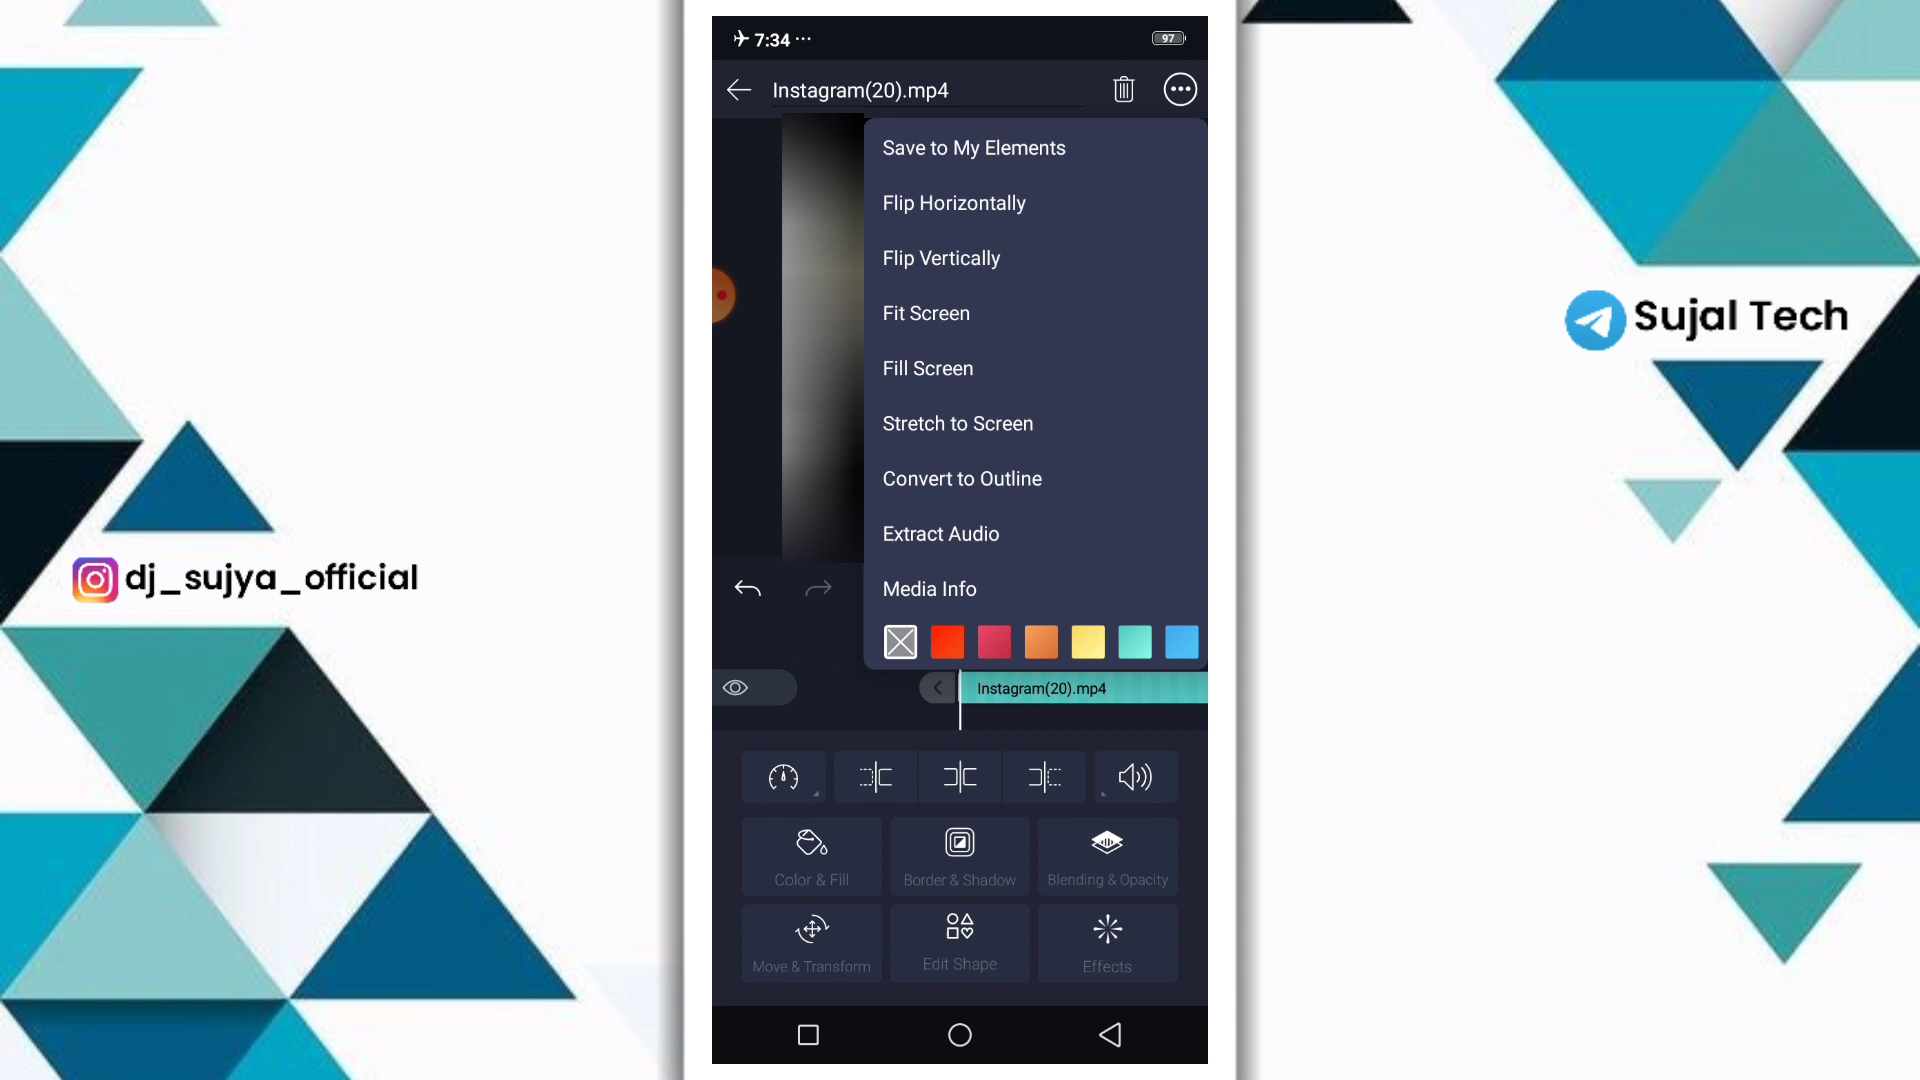 7:34 ...
97
Instagram(20).mp4
Save to My Elements
Flip Horizontally
Flip Vertically
Fit Screen
Fill Screen
Stretch to Screen
Convert to Outline
Extract Audio
Media Info
Instagram(20).mp4
Color & Fill
Border & Shadow
Blending & Opacity
Move & Transform
Edit Shape
Effects
dj_sujya_official
Sujal Tech